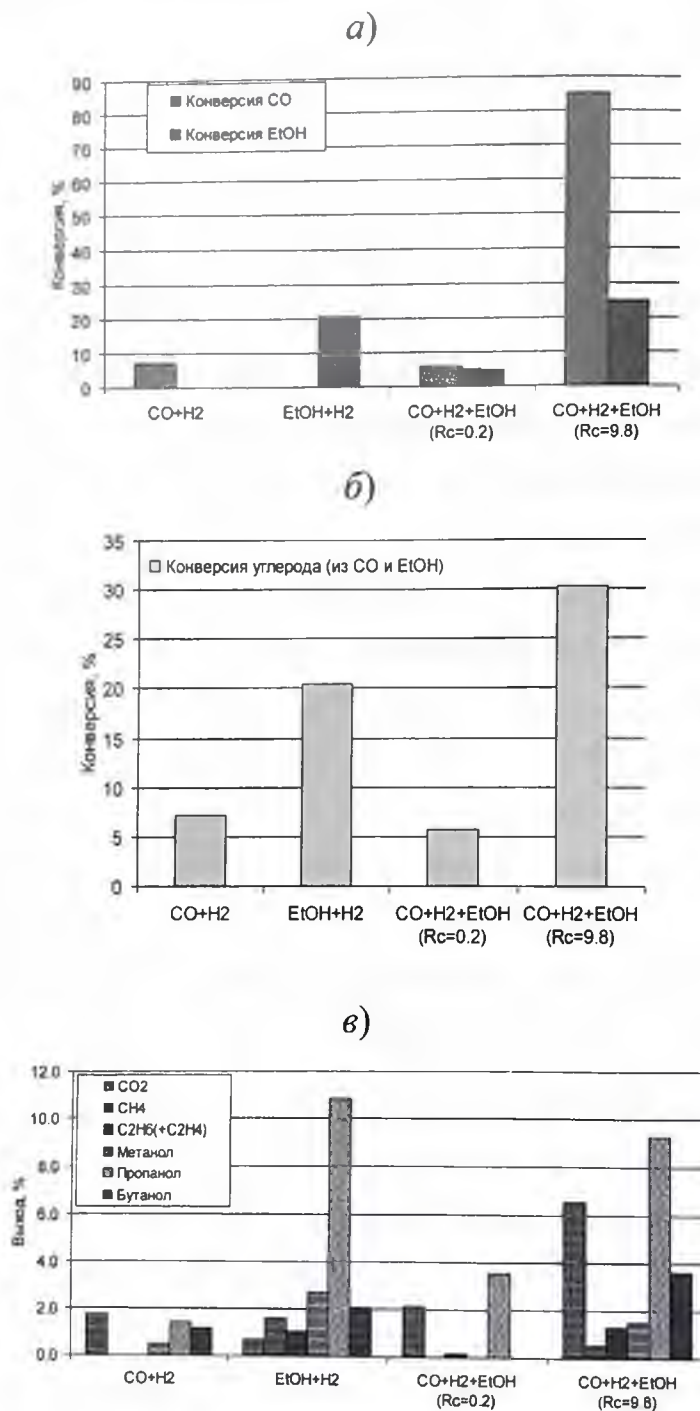 а)
90
80
70
60
50
40
30
20
10
0
Конверсия, %
Конверсия CO
Конверсия EtOH
CO+H2
EtOH+H2
CO+H2+EtOH
(Rc=0.2)
CO+H2+EtOH
(Rc=9.8)
б)
35
30
25
20
15
10
5
0
Конверсия, %
Конверсия углерода (из CO и EtOH)
CO+H2
EtOH+H2
CO+H2+EtOH
(Rc=0.2)
CO+H2+EtOH
(Rc=9.8)
в)
12.0
10.0
8.0
6.0
4.0
2.0
0.0
Выход, %
CO2
CH4
C2H6(+C2H4)
Метанол
Пропанол
Бутанол
CO+H2
EtOH+H2
CO+H2+EtOH
(Rc=0.2)
CO+H2+EtOH
(Rc=9.8)